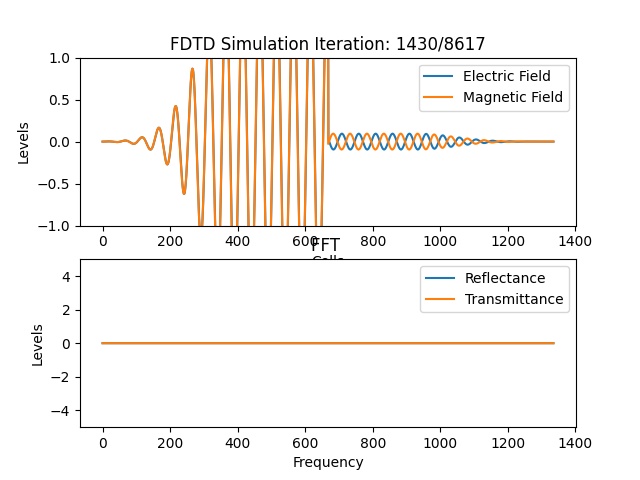 FDTD Simulation Iteration: 1430/8617
1.0
0.5
0.0
−0.5
−1.0
Levels
Electric Field
Magnetic Field
0 200 400 600 800 1000 1200 1400
Cells
FFT
4
2
0
−2
−4
Levels
Reflectance
Transmittance
0 200 400 600 800 1000 1200 1400
Frequency